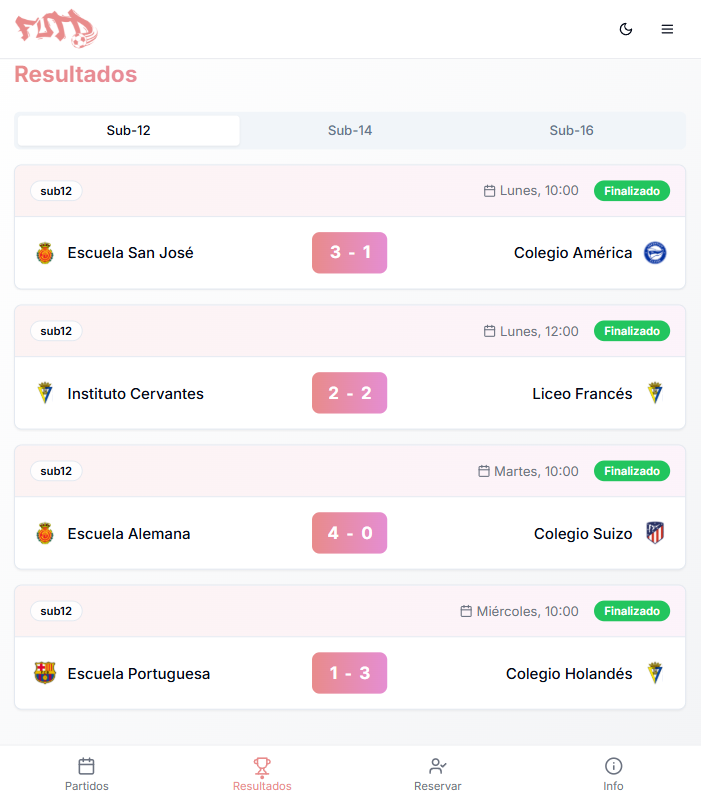 FUTD
Resultados
Sub-12 Sub-14 Sub-16
sub12 Lunes, 10:00 Finalizado
Escuela San José 3 - 1 Colegio América
sub12 Lunes, 12:00 Finalizado
Instituto Cervantes 2 - 2 Liceo Francés
sub12 Martes, 10:00 Finalizado
Escuela Alemana 4 - 0 Colegio Suizo
sub12 Miércoles, 10:00 Finalizado
Escuela Portuguesa 1 - 3 Colegio Holandés
Partidos Resultados Reservar Info